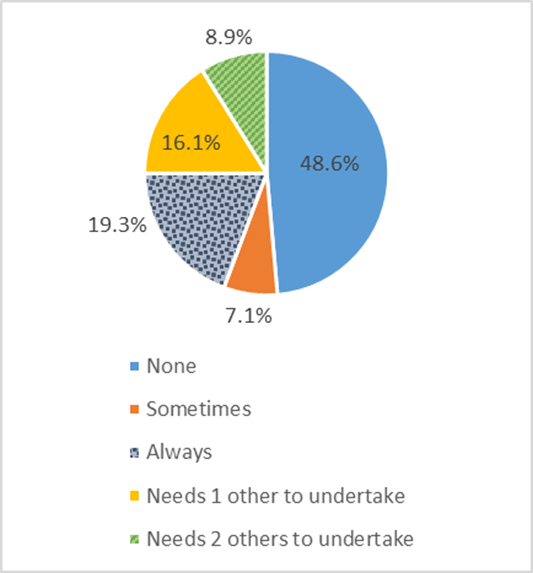 8.9%
16.1%
48.6%
19.3%
7.1%
None
Sometimes
Always
Needs 1 other to undertake
Needs 2 others to undertake